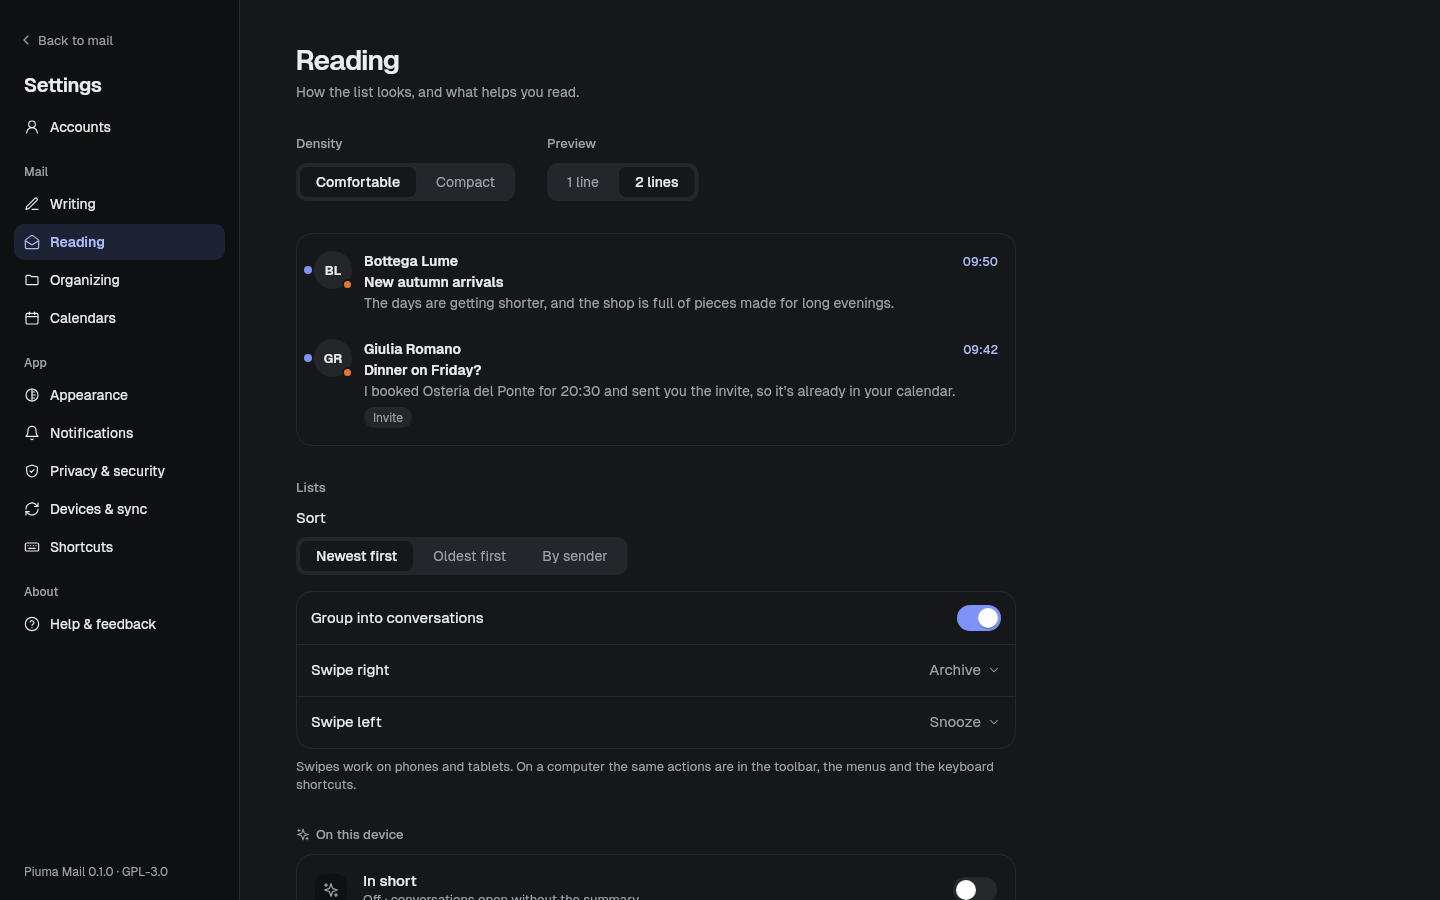 Back to mail
Settings
Accounts
Mail
Writing
Reading
Organizing
Calendars
App
Appearance
Notifications
Privacy & security
Devices & sync
Shortcuts
About
Help & feedback
Piuma Mail 0.1.0 · GPL-3.0
Reading
How the list looks, and what helps you read.
Density
Preview
Comfortable
Compact
1 line
2 lines
BL
Bottega Lume
09:50
New autumn arrivals
The days are getting shorter, and the shop is full of pieces made for long evenings.
GR
Giulia Romano
09:42
Dinner on Friday?
I booked Osteria del Ponte for 20:30 and sent you the invite, so it's already in your calendar.
Invite
Lists
Sort
Newest first
Oldest first
By sender
Group into conversations
Swipe right
Archive
Swipe left
Snooze
Swipes work on phones and tablets. On a computer the same actions are in the toolbar, the menus and the keyboard
shortcuts.
On this device
In short
Off · conversations open without the summary